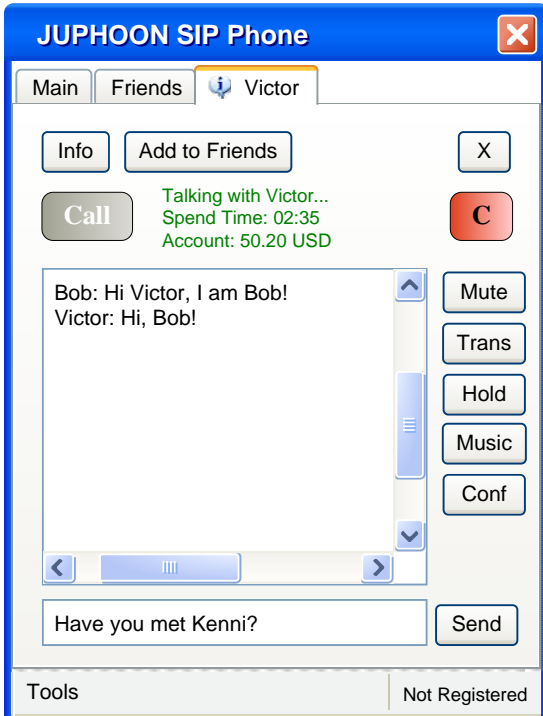 JUPHOON SIP Phone
Main Friends Victor
Info Add to Friends X
Call
Talking with Victor...
Spend Time: 02:35
Account: 50.20 USD
C
Bob: Hi Victor, I am Bob!
Victor: Hi, Bob!
Mute
Trans
Hold
Music
Conf
Have you met Kenni?
Send
Tools
Not Registered